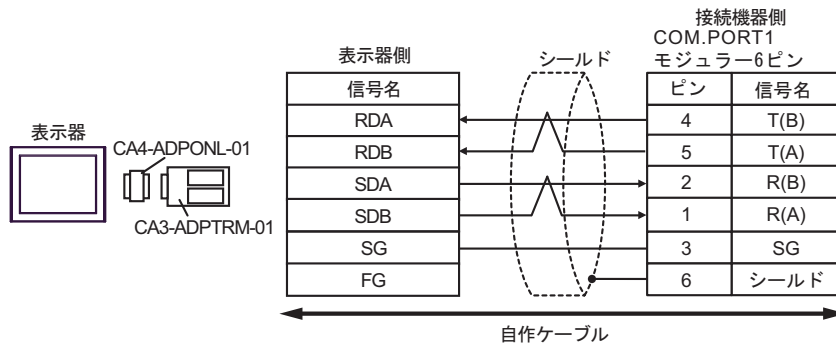 表示器
CA4-ADPONL-01
CA3-ADPTRM-01
表示器側
シールド
接続機器側
COM.PORT1
モジュラー6ピン
信号名
ピン
信号名
RDA
4
T(B)
RDB
5
T(A)
SDA
2
R(B)
SDB
1
R(A)
SG
3
SG
FG
6
シールド
自作ケーブル